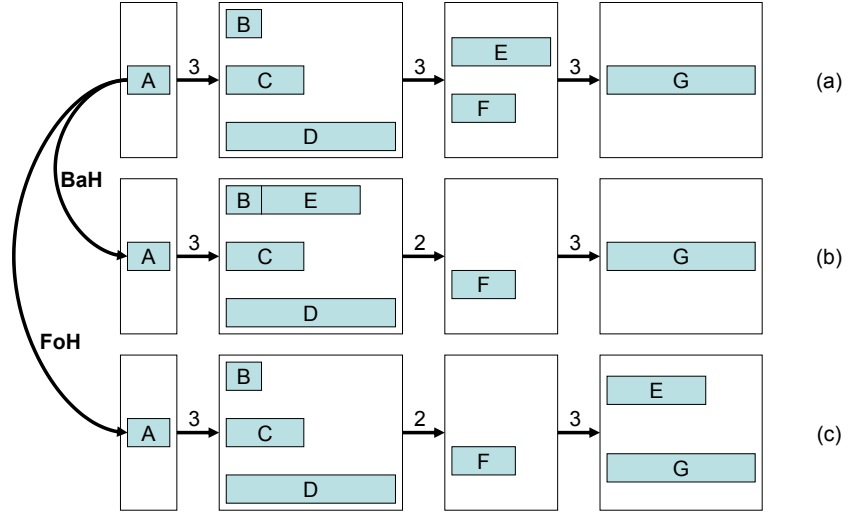 B
E
A 3 C 3 3 G (a)
F
D
BaH
B E
A 3 C 2 3 G (b)
F
D
FoH
B E
A 3 C 2 3 (c)
F G
D